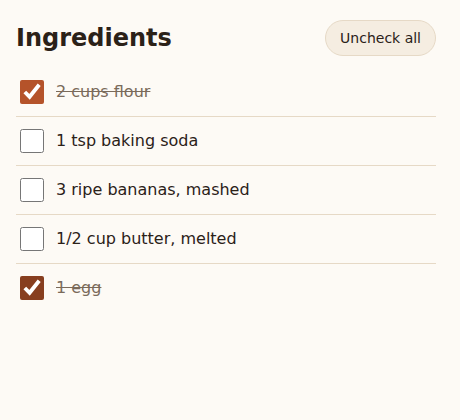 Ingredients
Uncheck all
2 cups flour
1 tsp baking soda
3 ripe bananas, mashed
1/2 cup butter, melted
1 egg